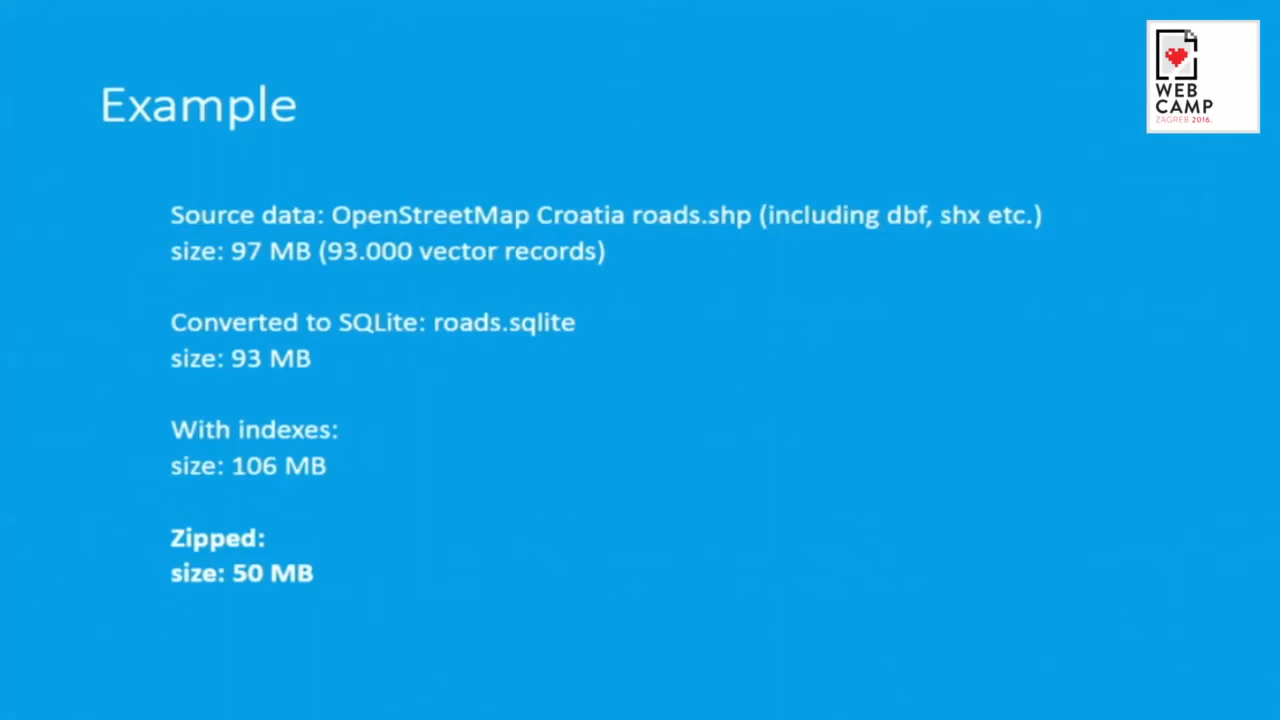 Example
WEB
CAMP
ZAGREB 2016.
Source data: OpenStreetMap Croatia roads.shp (including dbf, shx etc.)
size: 97 MB (93.000 vector records)
Converted to SQLite: roads.sqlite
size: 93 MB
With indexes:
size: 106 MB
Zipped:
size: 50 MB